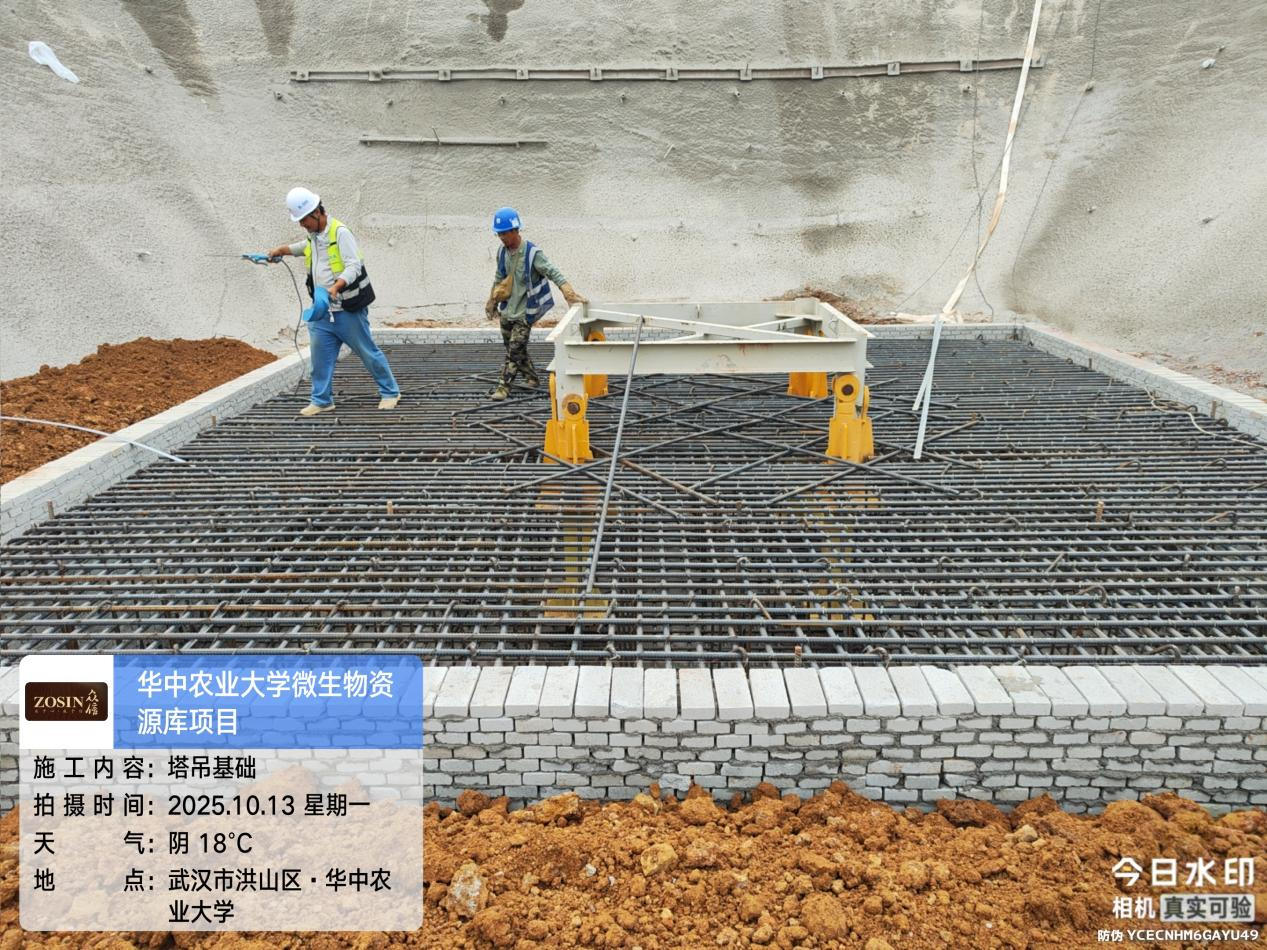 ZOSIN 众信
华中农业大学微生物资
源库项目
施工内容：塔吊基础
拍摄时间：2025.10.13 星期一
天气：阴 18°C
地点：武汉市洪山区·华中农
业大学
今日水印
相机 真实可验
防伪 YCECNHM6GAYU49